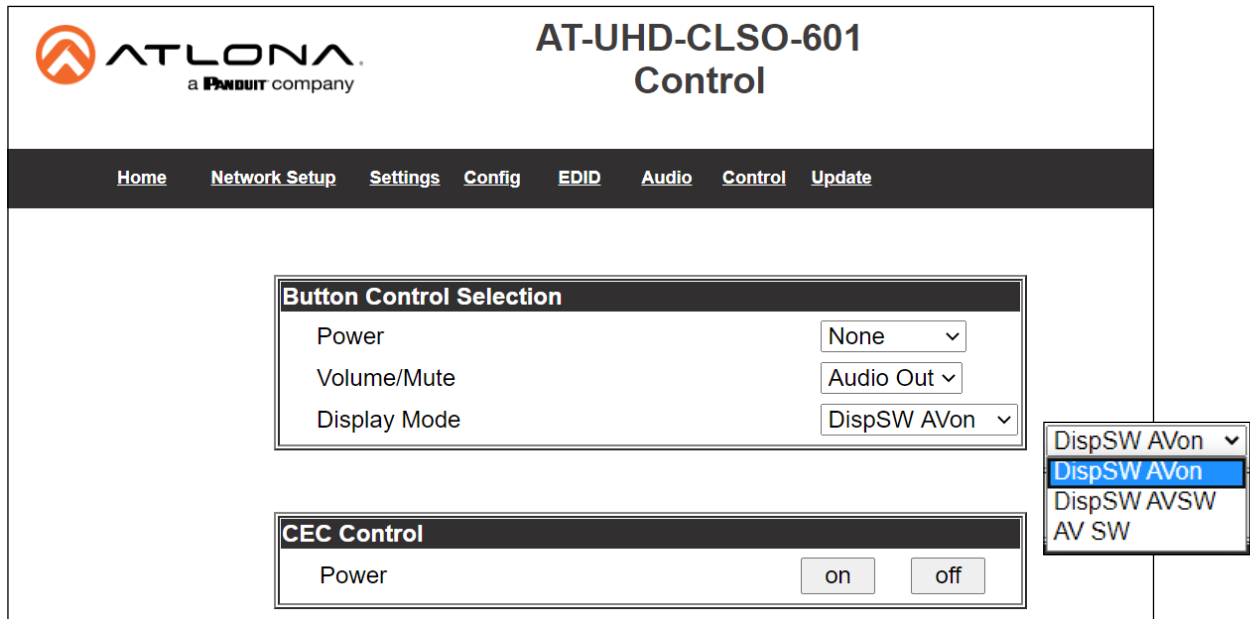 ATLONA.
a PANDUIT company
AT-UHD-CLSO-601
Control
Home Network Setup Settings Config EDID Audio Control Update
Button Control Selection
Power None
Volume/Mute Audio Out
Display Mode DispSW AVon
DispSW AVon
DispSW AVon
DispSW AVSW
AV SW
CEC Control
Power on off